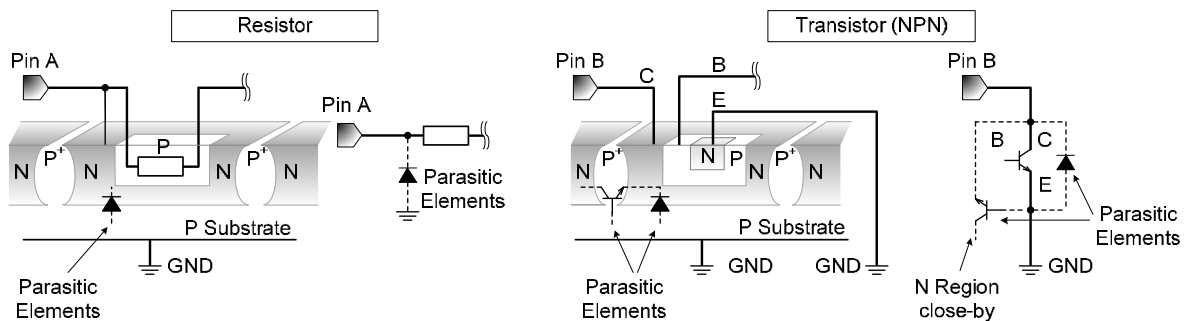 Resistor
Pin A
N
P+
N
P
N
P+
N
P Substrate
GND
Parasitic
Elements
Pin A
Parasitic
Elements
Transistor (NPN)
Pin B
C
B
E
N
P+
N
N
P
N
P+
N
P Substrate
GND
GND
Parasitic
Elements
Pin B
B
C
E
Parasitic
Elements
GND
N Region
close-by